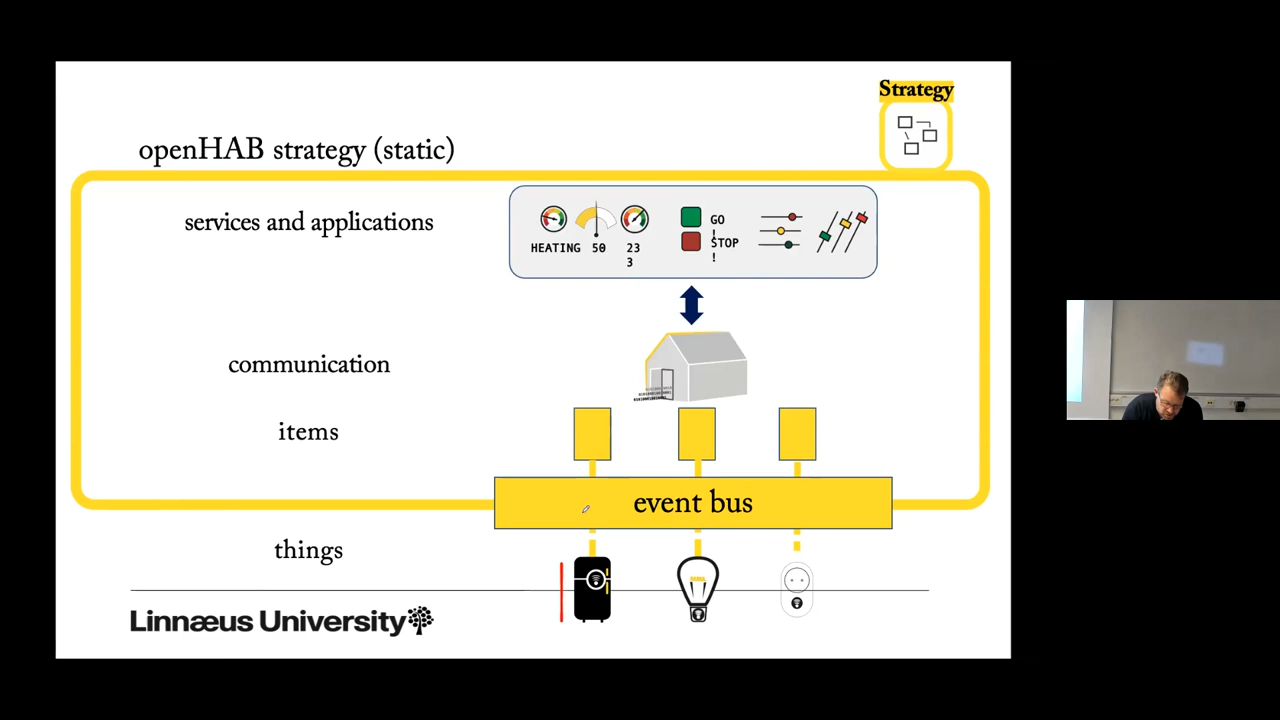 Strategy
openHAB strategy (static)
services and applications
GO
!
STOP
!
HEATING 50 23
3
communication
items
event bus
things
Linnæus University